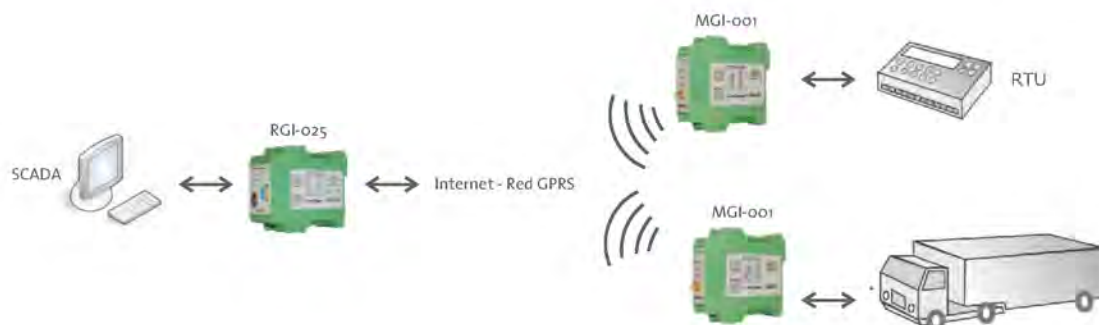 MGI-001
RTU
RGI-025
SCADA
Internet - Red GPRS
MGI-001